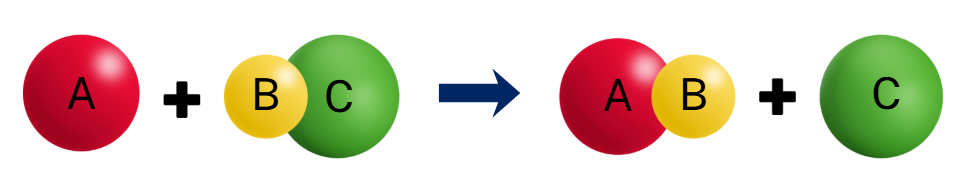 A + B C → A B + C